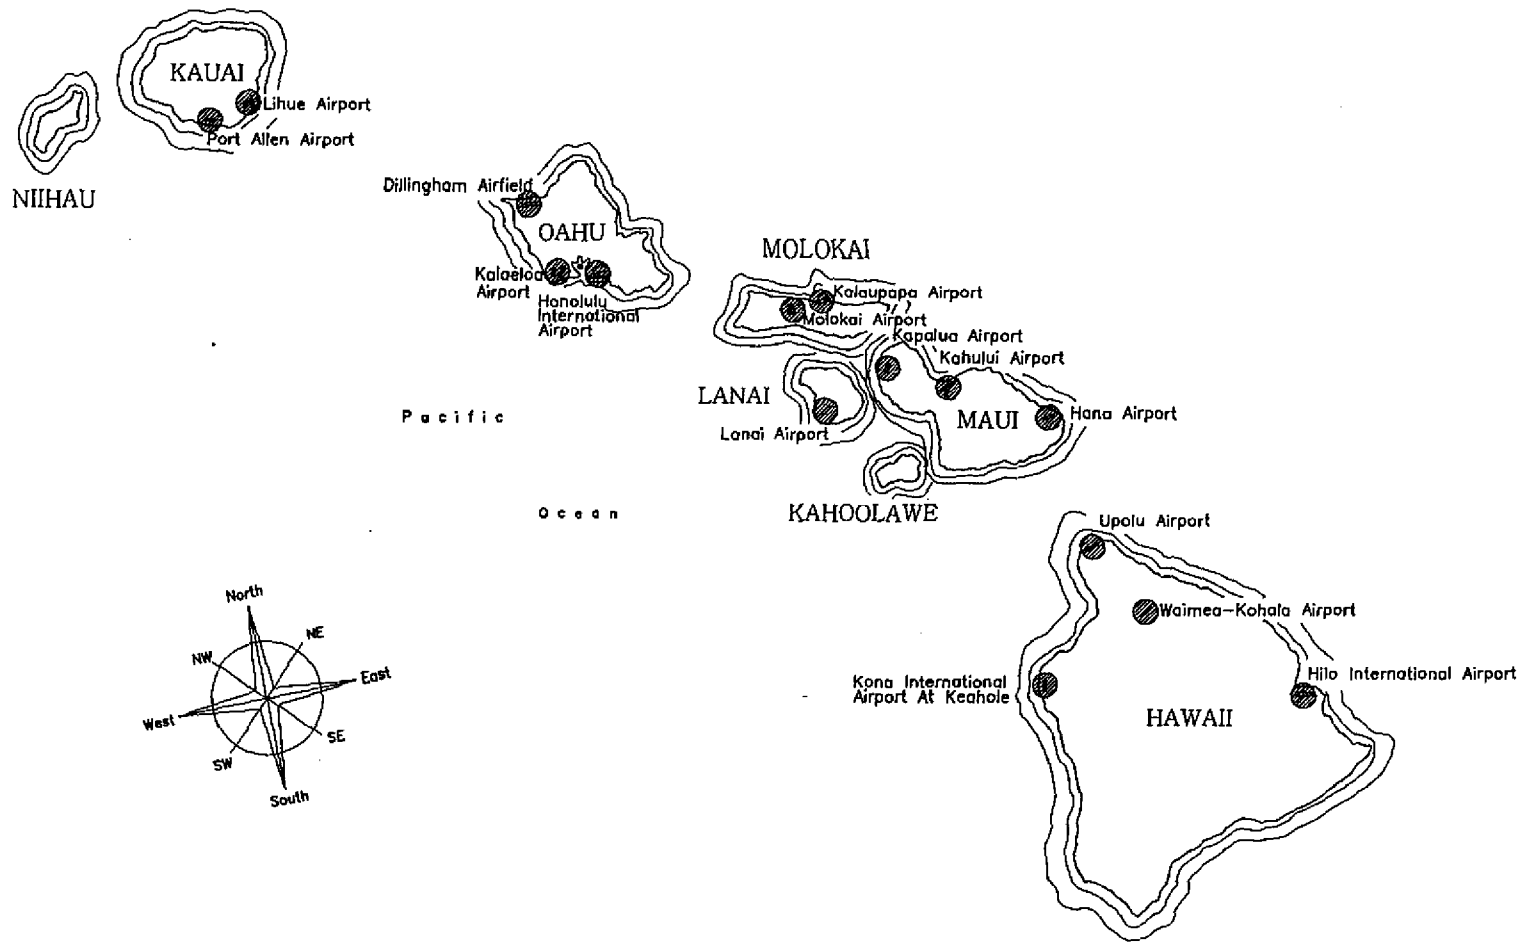 KAUAI
Lihue Airport
Port Allen Airport
NIIHAU
Dillingham Airfield
OAHU
Kalaeloa
Airport
Honolulu
International
Airport
MOLOKAI
Kalaupapa Airport
Molokai Airport
Kapalua Airport
Kahului Airport
LANAI
Lanai Airport
MAUI
Hana Airport
Pacific
Ocean
KAHOOLAWE
Upolu Airport
Waimea-Kohala Airport
Kona International
Airport At Keahole
Hilo International Airport
HAWAII
North
NE
NW
East
West
SE
SW
South